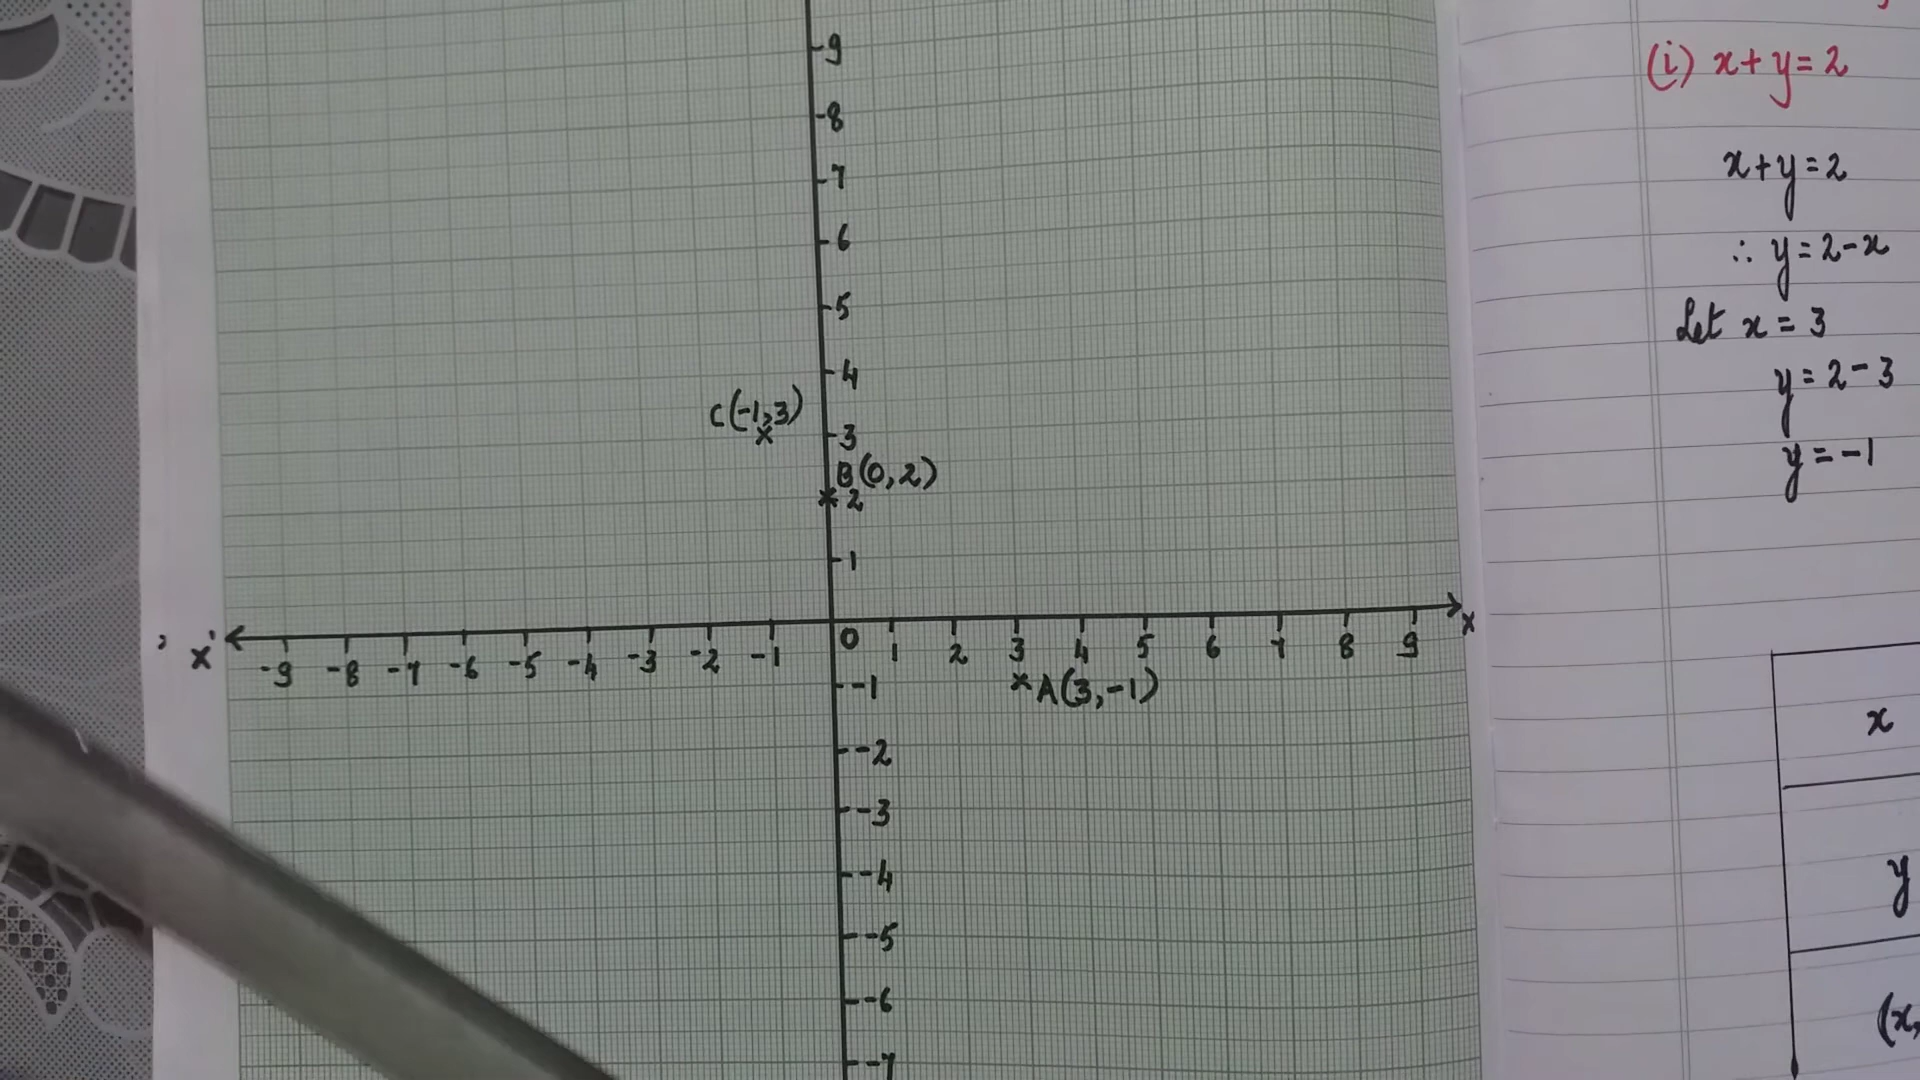 9
8
7
6
5
4
C(-1,3)
3
B(0,2)
2
1
X'
-9 -8 -7 -6 -5 -4 -3 -2 -1 0 1 2 3 4 5 6 7 8 9
X
-1
A(3,-1)
-2
-3
-4
-5
-6
-7
(i) x+y=2
x+y=2
∴ y=2-x
Let x=3
y=2-3
y=-1
x
y
(x,